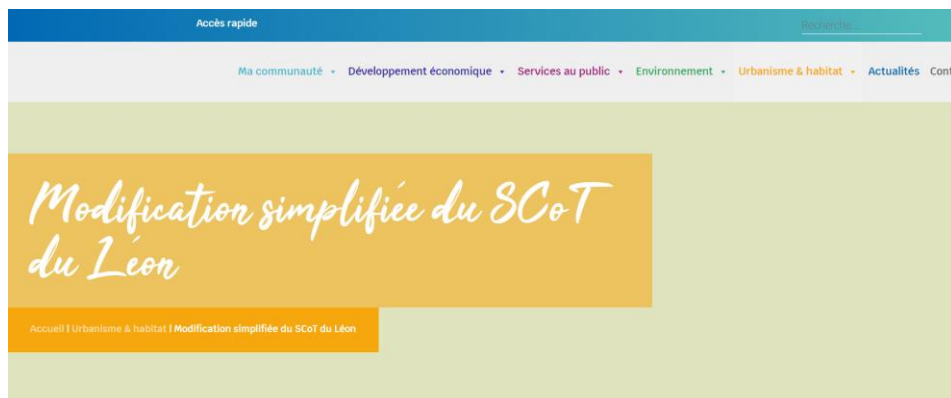 Accès rapide
Recherche...
Ma communauté Développement économique Services au public Environnement Urbanisme & habitat Actualités
Modification simplifiée du SCoT
du Léon
Accueil | Urbanisme & habitat | Modification simplifiée du SCoT du Léon